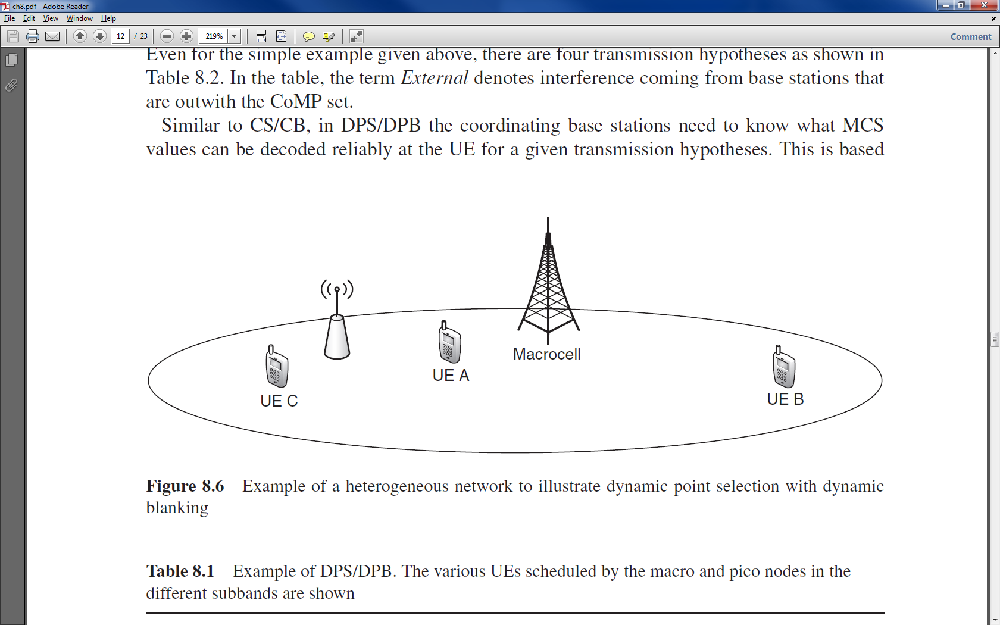 ch8.pdf - Adobe Reader
File Edit View Window Help
12 / 23 219% Comment
Even for the simple example given above, there are four transmission hypotheses as shown in
Table 8.2. In the table, the term External denotes interference coming from base stations that
are outwith the CoMP set.
Similar to CS/CB, in DPS/DPB the coordinating base stations need to know what MCS
values can be decoded reliably at the UE for a given transmission hypotheses. This is based
Macrocell
UE A
UE C
UE B
Figure 8.6 Example of a heterogeneous network to illustrate dynamic point selection with dynamic
blanking
Table 8.1 Example of DPS/DPB. The various UEs scheduled by the macro and pico nodes in the
different subbands are shown